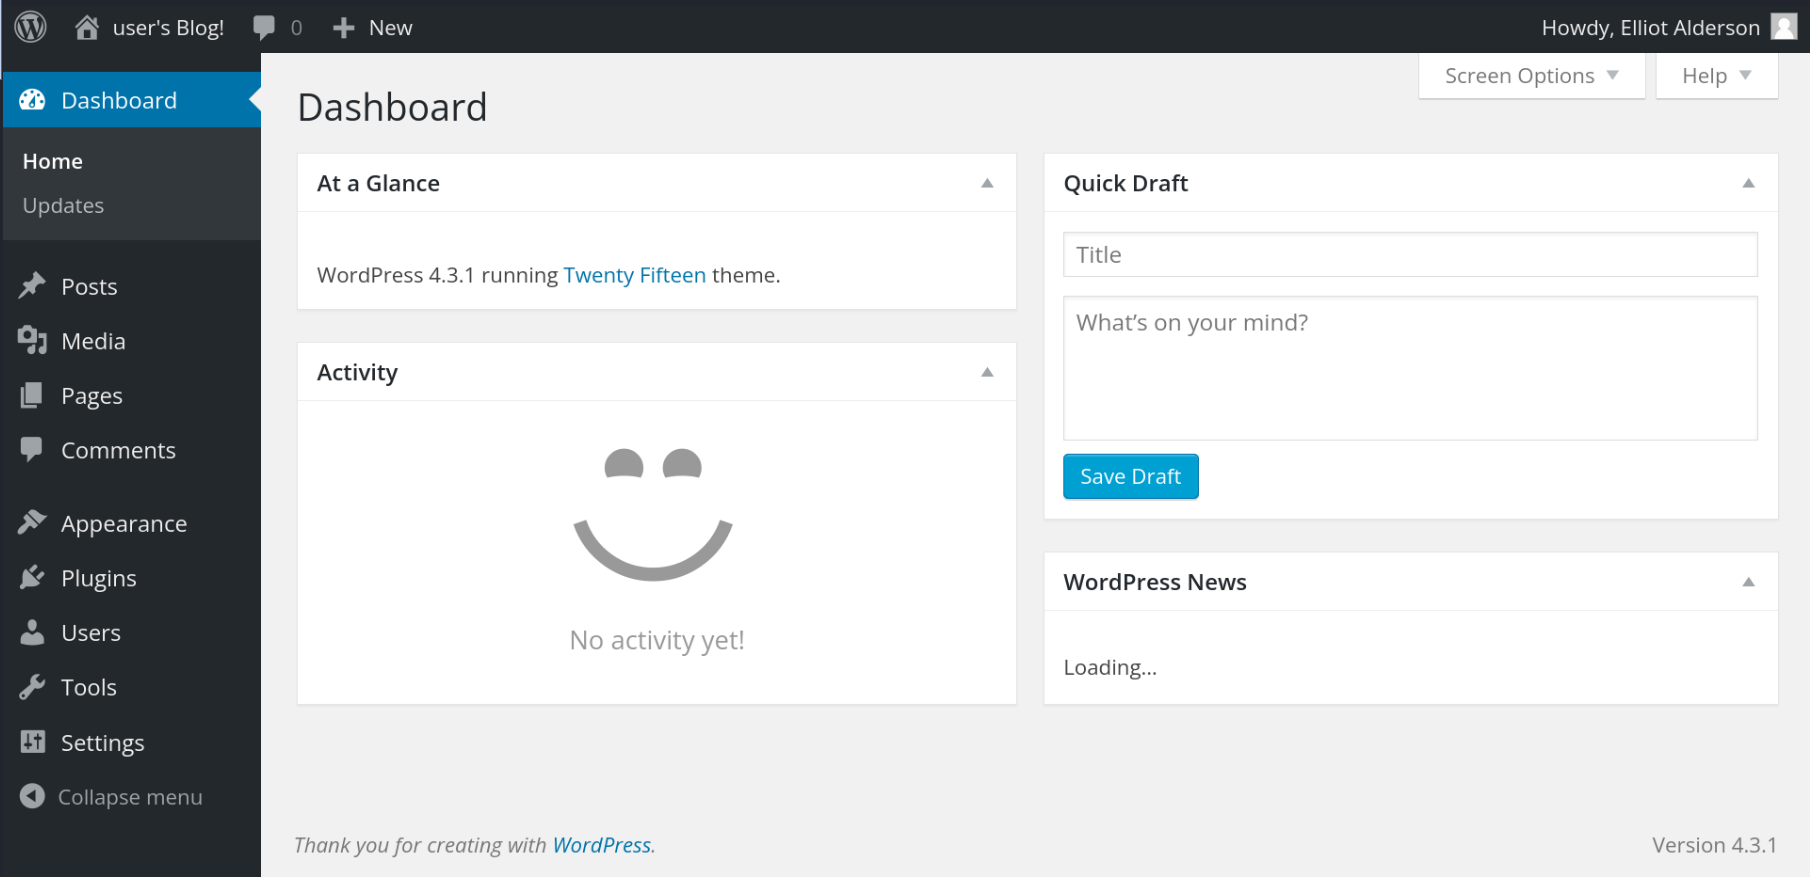 user's Blog!
0
New
Howdy, Elliot Alderson
Screen Options
Help
Dashboard
Home
Updates
Posts
Media
Pages
Comments
Appearance
Plugins
Users
Tools
Settings
Collapse menu
Dashboard
At a Glance
WordPress 4.3.1 running Twenty Fifteen theme.
Activity
No activity yet!
Quick Draft
Title
What’s on your mind?
Save Draft
WordPress News
Loading…
Thank you for creating with WordPress.
Version 4.3.1